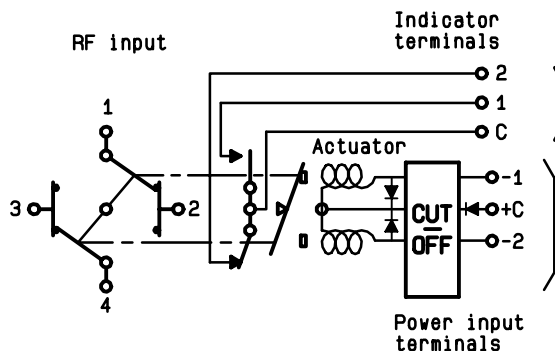 Indicator
terminals
RF input
2
1
C
1
Actuator
3
2
4
CUT
OFF
-1
+C
-2
Power input
terminals